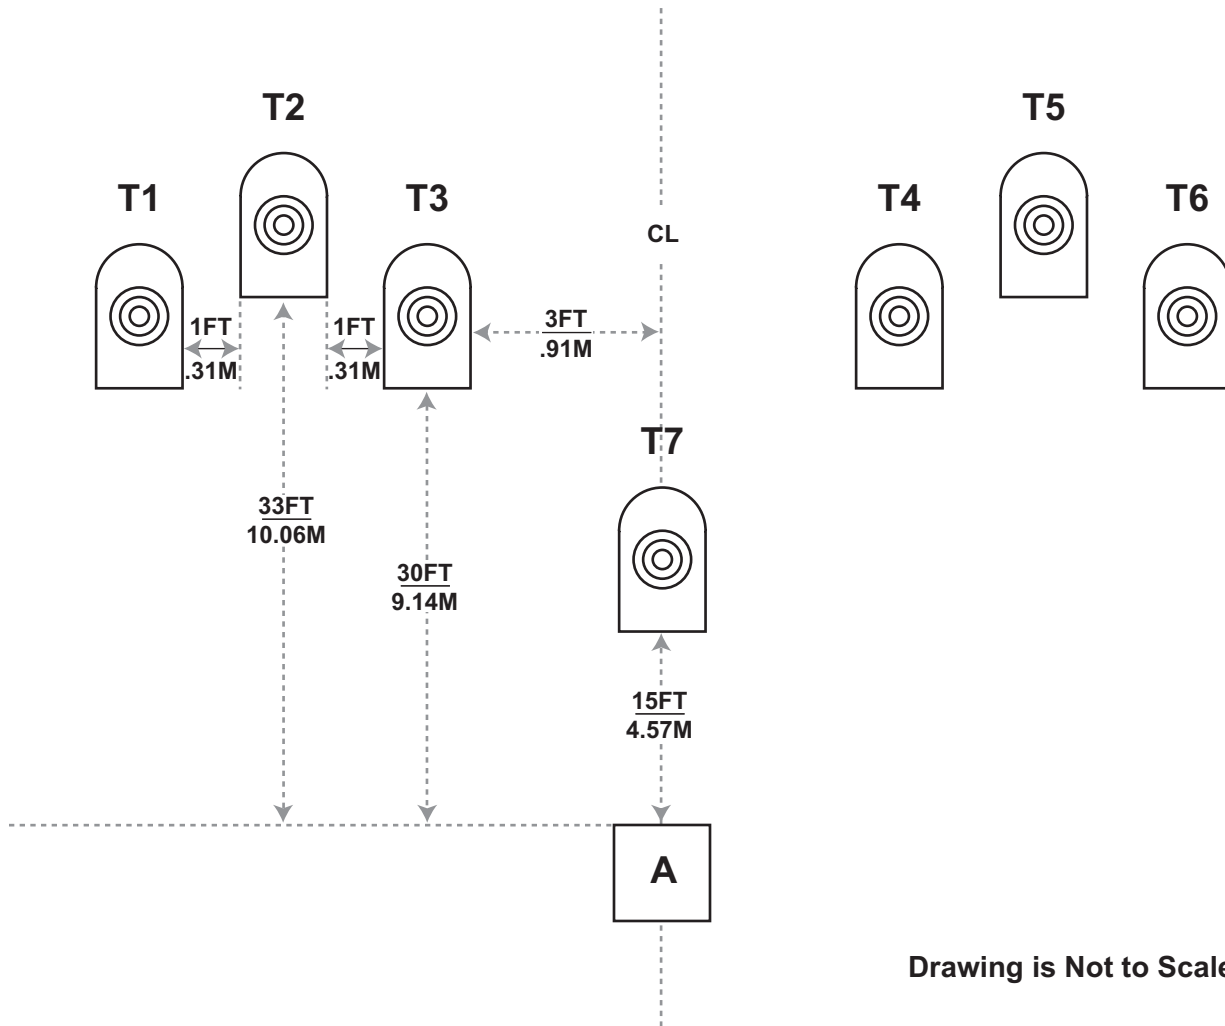 T2
T5
T1
T3
T4
T6
CL
1FT
.31M
1FT
.31M
3FT
.91M
T7
33FT
10.06M
30FT
9.14M
15FT
4.57M
A
Drawing is Not to Scale